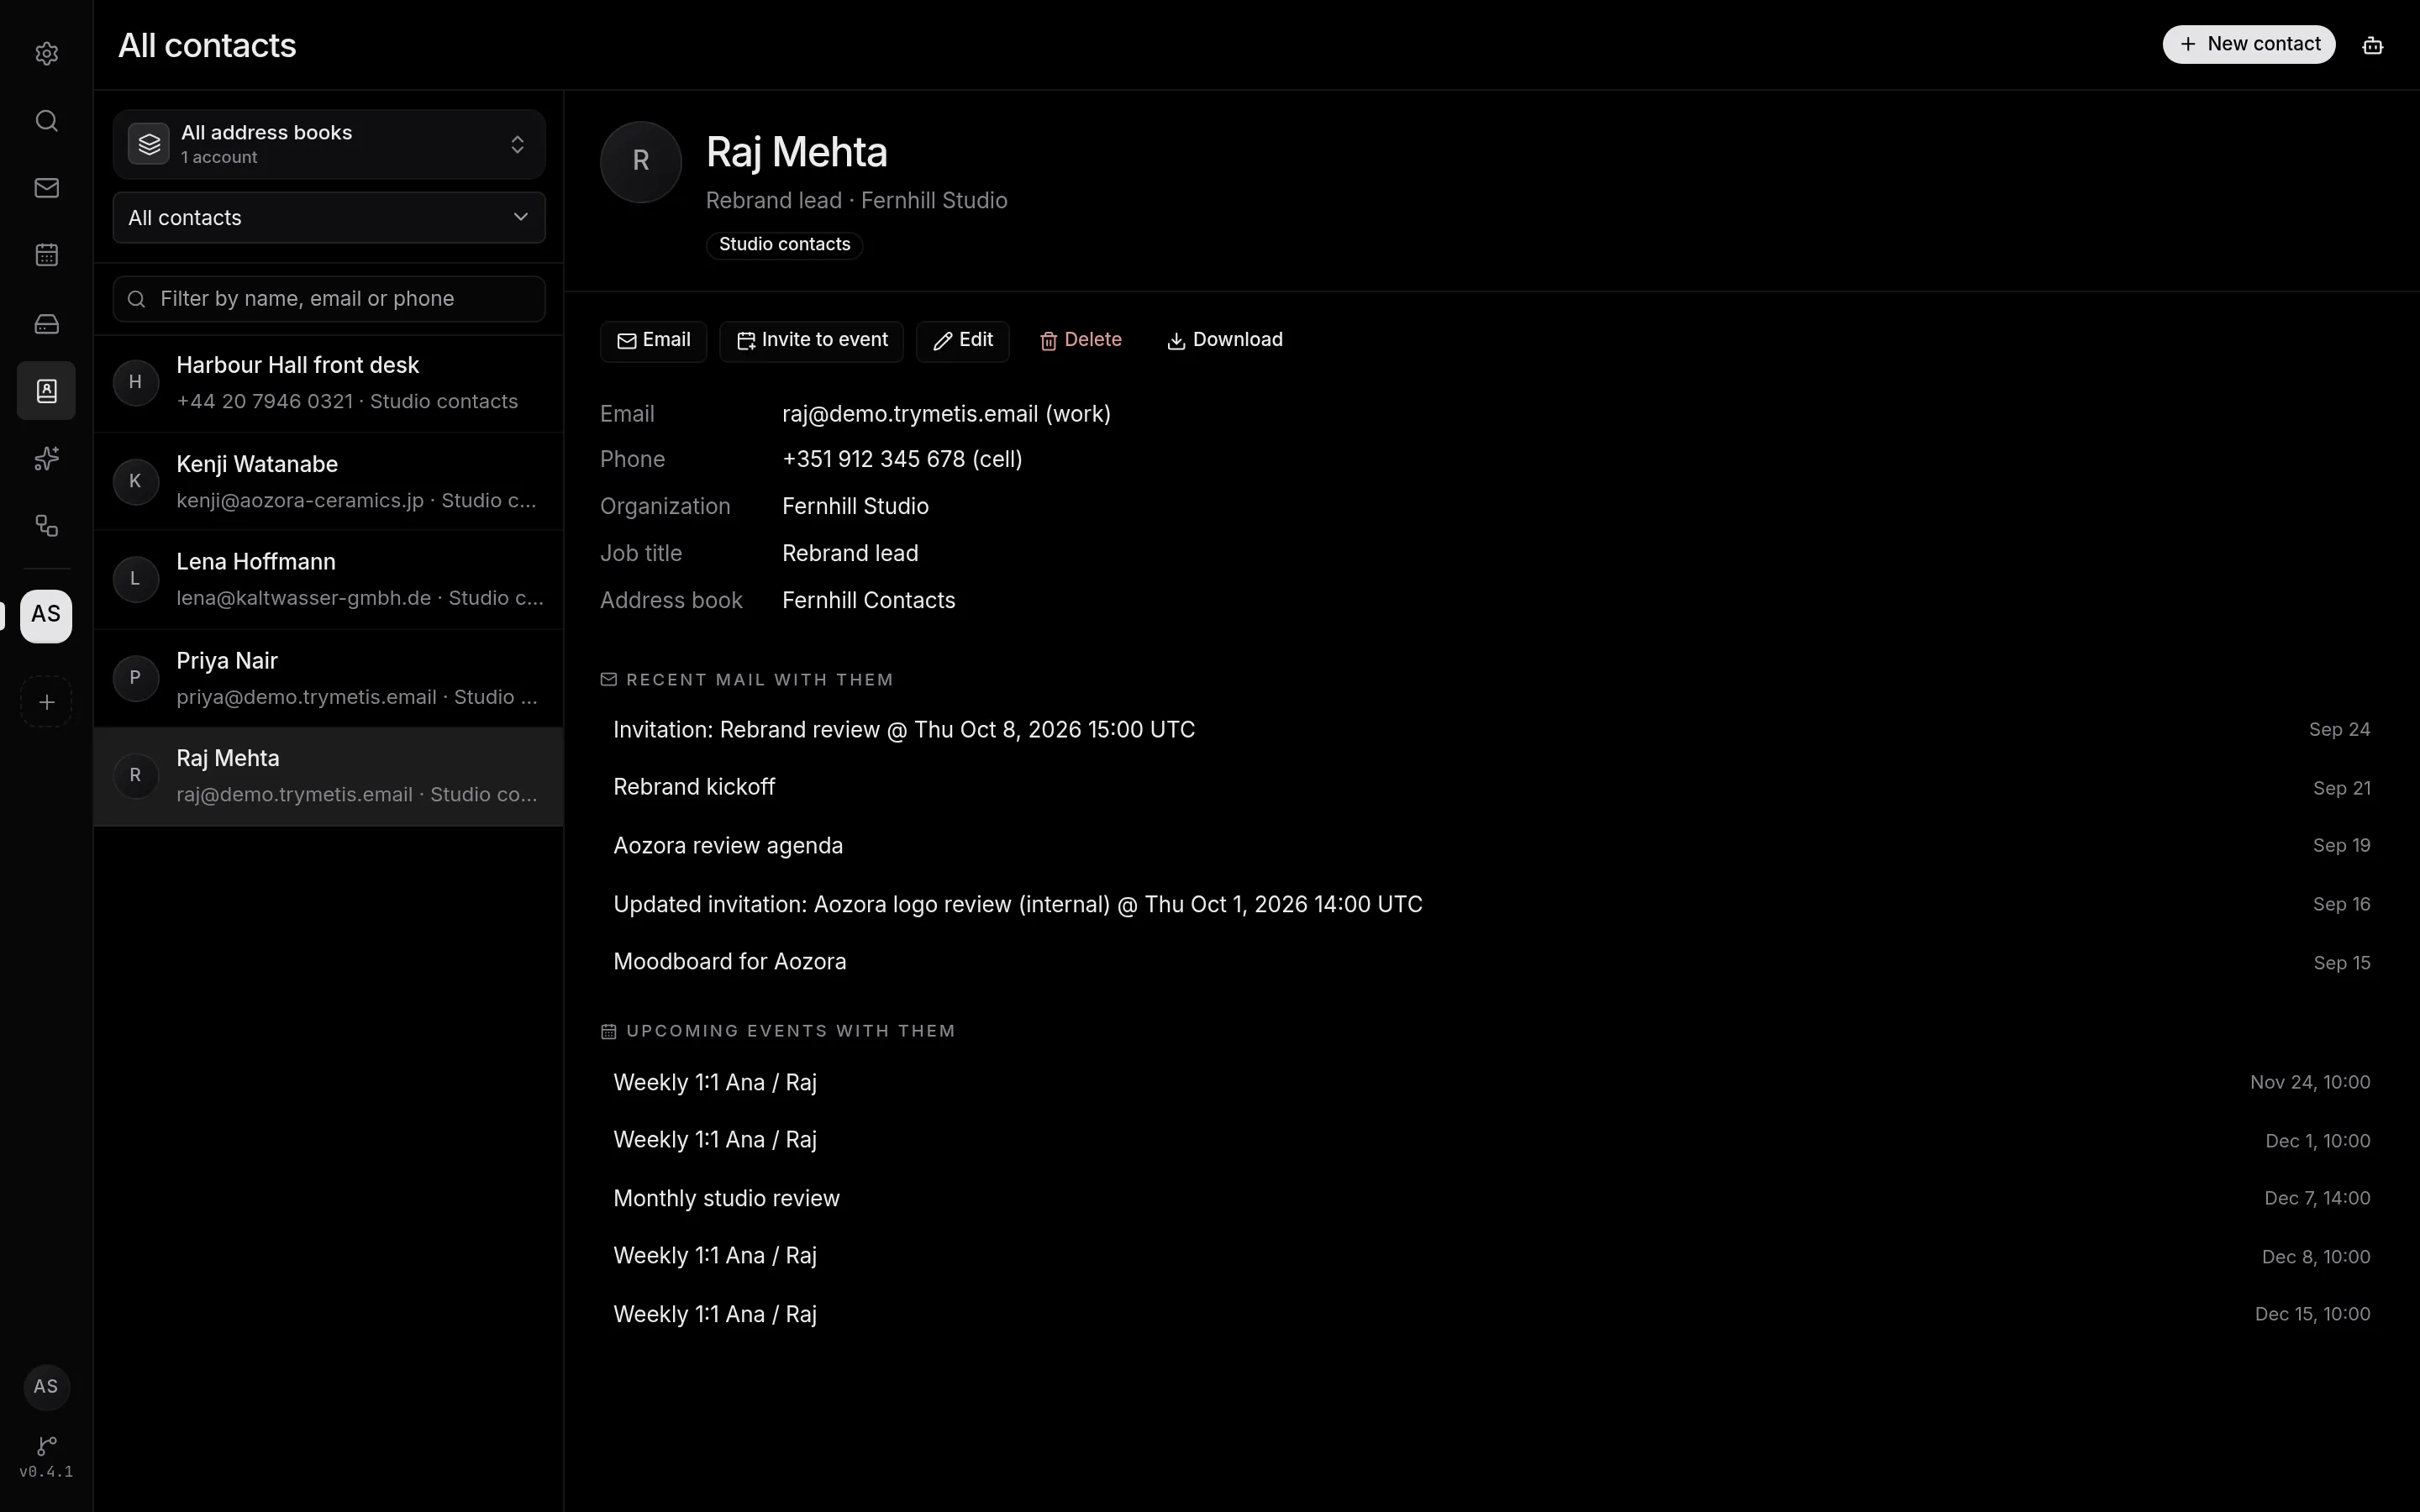 All contacts
New contact
All address books
1 account
All contacts
Filter by name, email or phone
H
Harbour Hall front desk
+44 20 7946 0321 · Studio contacts
K
Kenji Watanabe
kenji@aozora-ceramics.jp · Studio c...
L
Lena Hoffmann
lena@kaltwasser-gmbh.de · Studio c...
P
Priya Nair
priya@demo.trymetis.email · Studio ...
R
Raj Mehta
raj@demo.trymetis.email · Studio co...
AS
AS
v0.4.1
R
Raj Mehta
Rebrand lead · Fernhill Studio
Studio contacts
Email
Invite to event
Edit
Delete
Download
Email raj@demo.trymetis.email (work)
Phone +351 912 345 678 (cell)
Organization Fernhill Studio
Job title Rebrand lead
Address book Fernhill Contacts
RECENT MAIL WITH THEM
Invitation: Rebrand review @ Thu Oct 8, 2026 15:00 UTC Sep 24
Rebrand kickoff Sep 21
Aozora review agenda Sep 19
Updated invitation: Aozora logo review (internal) @ Thu Oct 1, 2026 14:00 UTC Sep 16
Moodboard for Aozora Sep 15
UPCOMING EVENTS WITH THEM
Weekly 1:1 Ana / Raj Nov 24, 10:00
Weekly 1:1 Ana / Raj Dec 1, 10:00
Monthly studio review Dec 7, 14:00
Weekly 1:1 Ana / Raj Dec 8, 10:00
Weekly 1:1 Ana / Raj Dec 15, 10:00